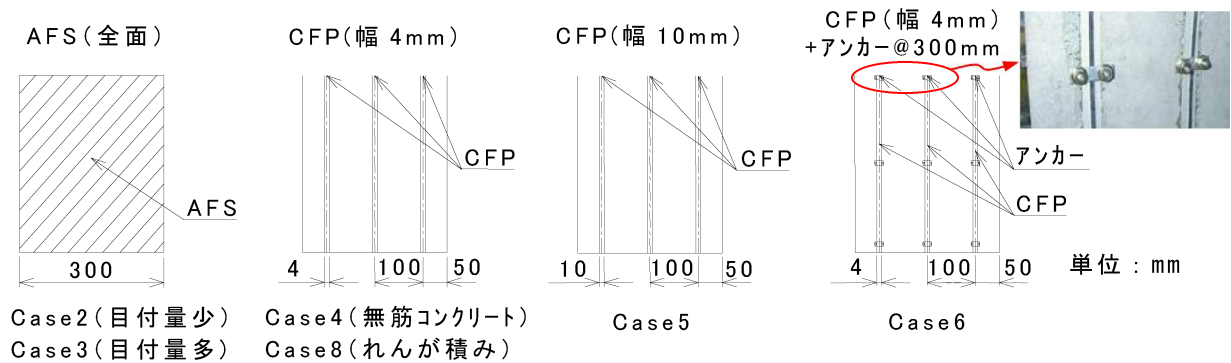 AFS(全面)
CFP(幅 4mm)
CFP(幅 10mm)
CFP(幅 4mm)
+アンカー@300mm
AFS
CFP
CFP
アンカー
CFP
300
4
100
50
10
100
50
4
100
50
単位：mm
Case2(目付量少)
Case3(目付量多)
Case4(無筋コンクリート)
Case8(れんが積み)
Case5
Case6